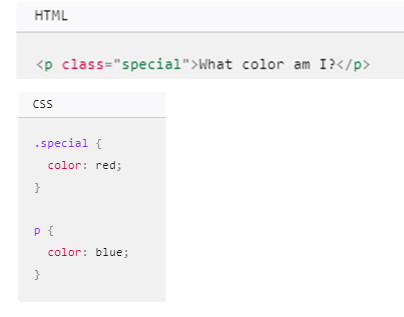 HTML
<p class="special">What color am I?</p>
CSS
.special {
  color: red;
}
p {
  color: blue;
}